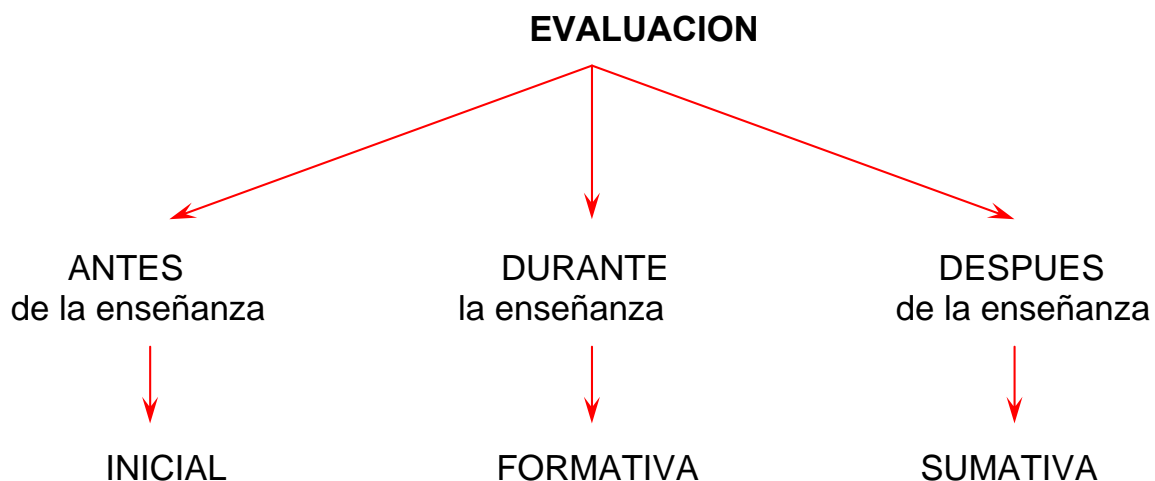 EVALUACION
ANTES
de la enseñanza
DURANTE
la enseñanza
DESPUES
de la enseñanza
INICIAL
FORMATIVA
SUMATIVA